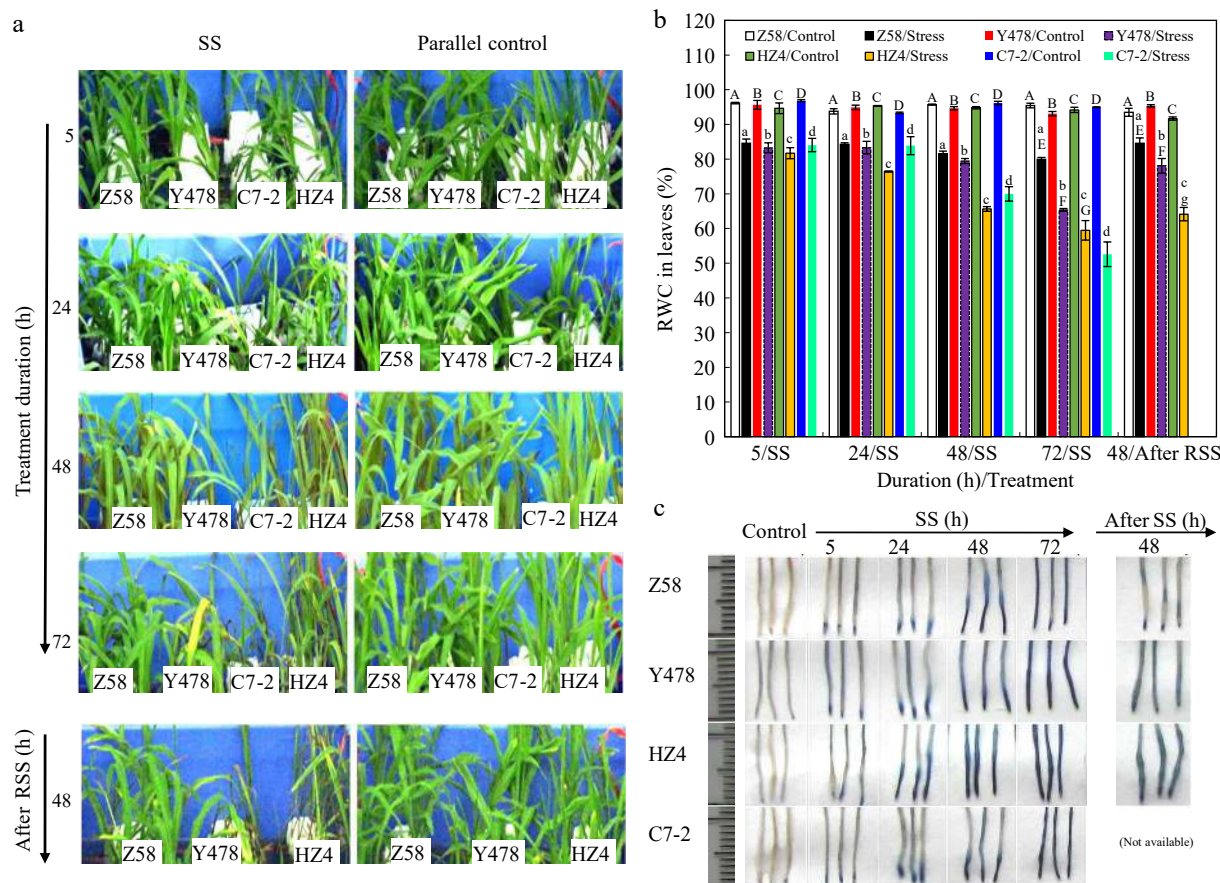 a
SS
Parallel control
Treatment duration (h)
5
Z58 Y478 C7-2 HZ4
Z58 Y478 C7-2 HZ4
24
Z58 Y478 C7-2 HZ4
Z58 Y478 C7-2 HZ4
48
Z58 Y478 C7-2 HZ4
Z58 Y478 C7-2 HZ4
72
Z58 Y478 C7-2 HZ4
Z58 Y478 C7-2 HZ4
After RSS (h)
48
Z58 Y478 HZ4
Z58 Y478 HZ4
b
RWC in leaves (%)
120
110
100
90
80
70
60
50
40
30
20
10
0
Z58/Control Z58/Stress Y478/Control Y478/Stress
HZ4/Control HZ4/Stress C7-2/Control C7-2/Stress
A a B b C c D d
A a B b C c D d
A a B b C c D d
A a E B b F C c G D d
A a E B b F C c g
5/SS 24/SS 48/SS 72/SS 48/After RSS
Duration (h)/Treatment
c
Control SS (h) After SS (h)
5 24 48 72 48
Z58
Y478
HZ4
C7-2
(Not available)